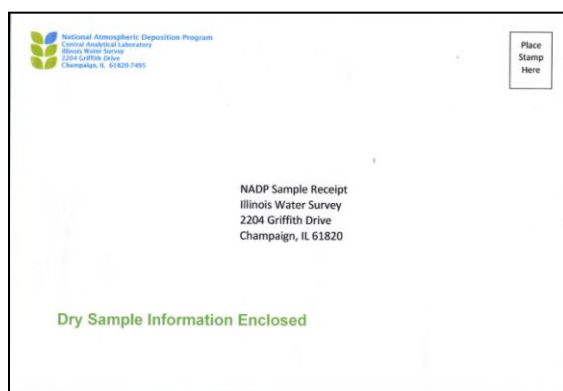 National Atmospheric Deposition Program
Central Analytical Laboratory
Illinois Water Survey
2204 Griffith Drive
Champaign, IL 61820-7495
Place
Stamp
Here
NADP Sample Receipt
Illinois Water Survey
2204 Griffith Drive
Champaign, IL 61820
Dry Sample Information Enclosed